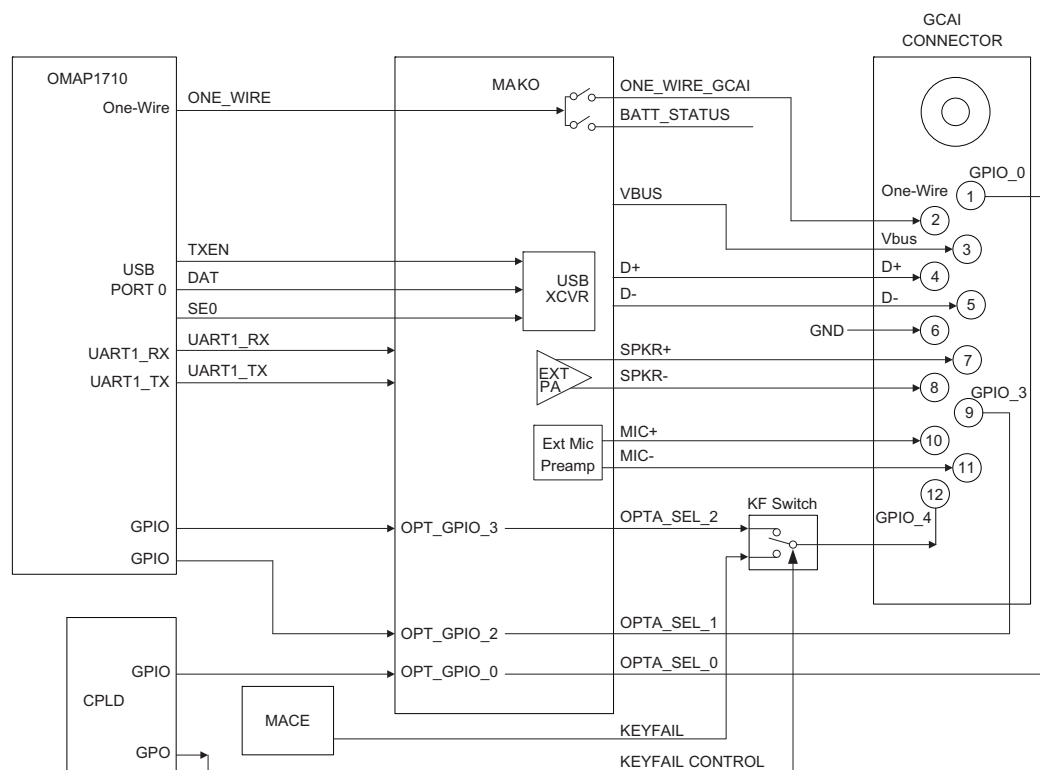 GCAI
CONNECTOR
OMAP1710
MAKO
One-Wire
ONE_WIRE
ONE_WIRE_GCAI
BATT_STATUS
GPIO_0
1
One-Wire
2
VBUS
Vbus
3
TXEN
USB
PORT 0
DAT
SE0
USB
XCVR
D+
D+
4
D-
D-
5
GND
6
UART1_RX
UART1_RX
UART1_TX
UART1_TX
EXT
PA
SPKR+
7
SPKR-
8
GPIO_3
9
Ext Mic
Preamp
MIC+
10
MIC-
11
12
GPIO_4
KF Switch
GPIO
OPT_GPIO_3
OPTA_SEL_2
GPIO
OPT_GPIO_2
OPTA_SEL_1
GPIO
OPT_GPIO_0
OPTA_SEL_0
CPLD
MACE
KEYFAIL
GPO
KEYFAIL CONTROL